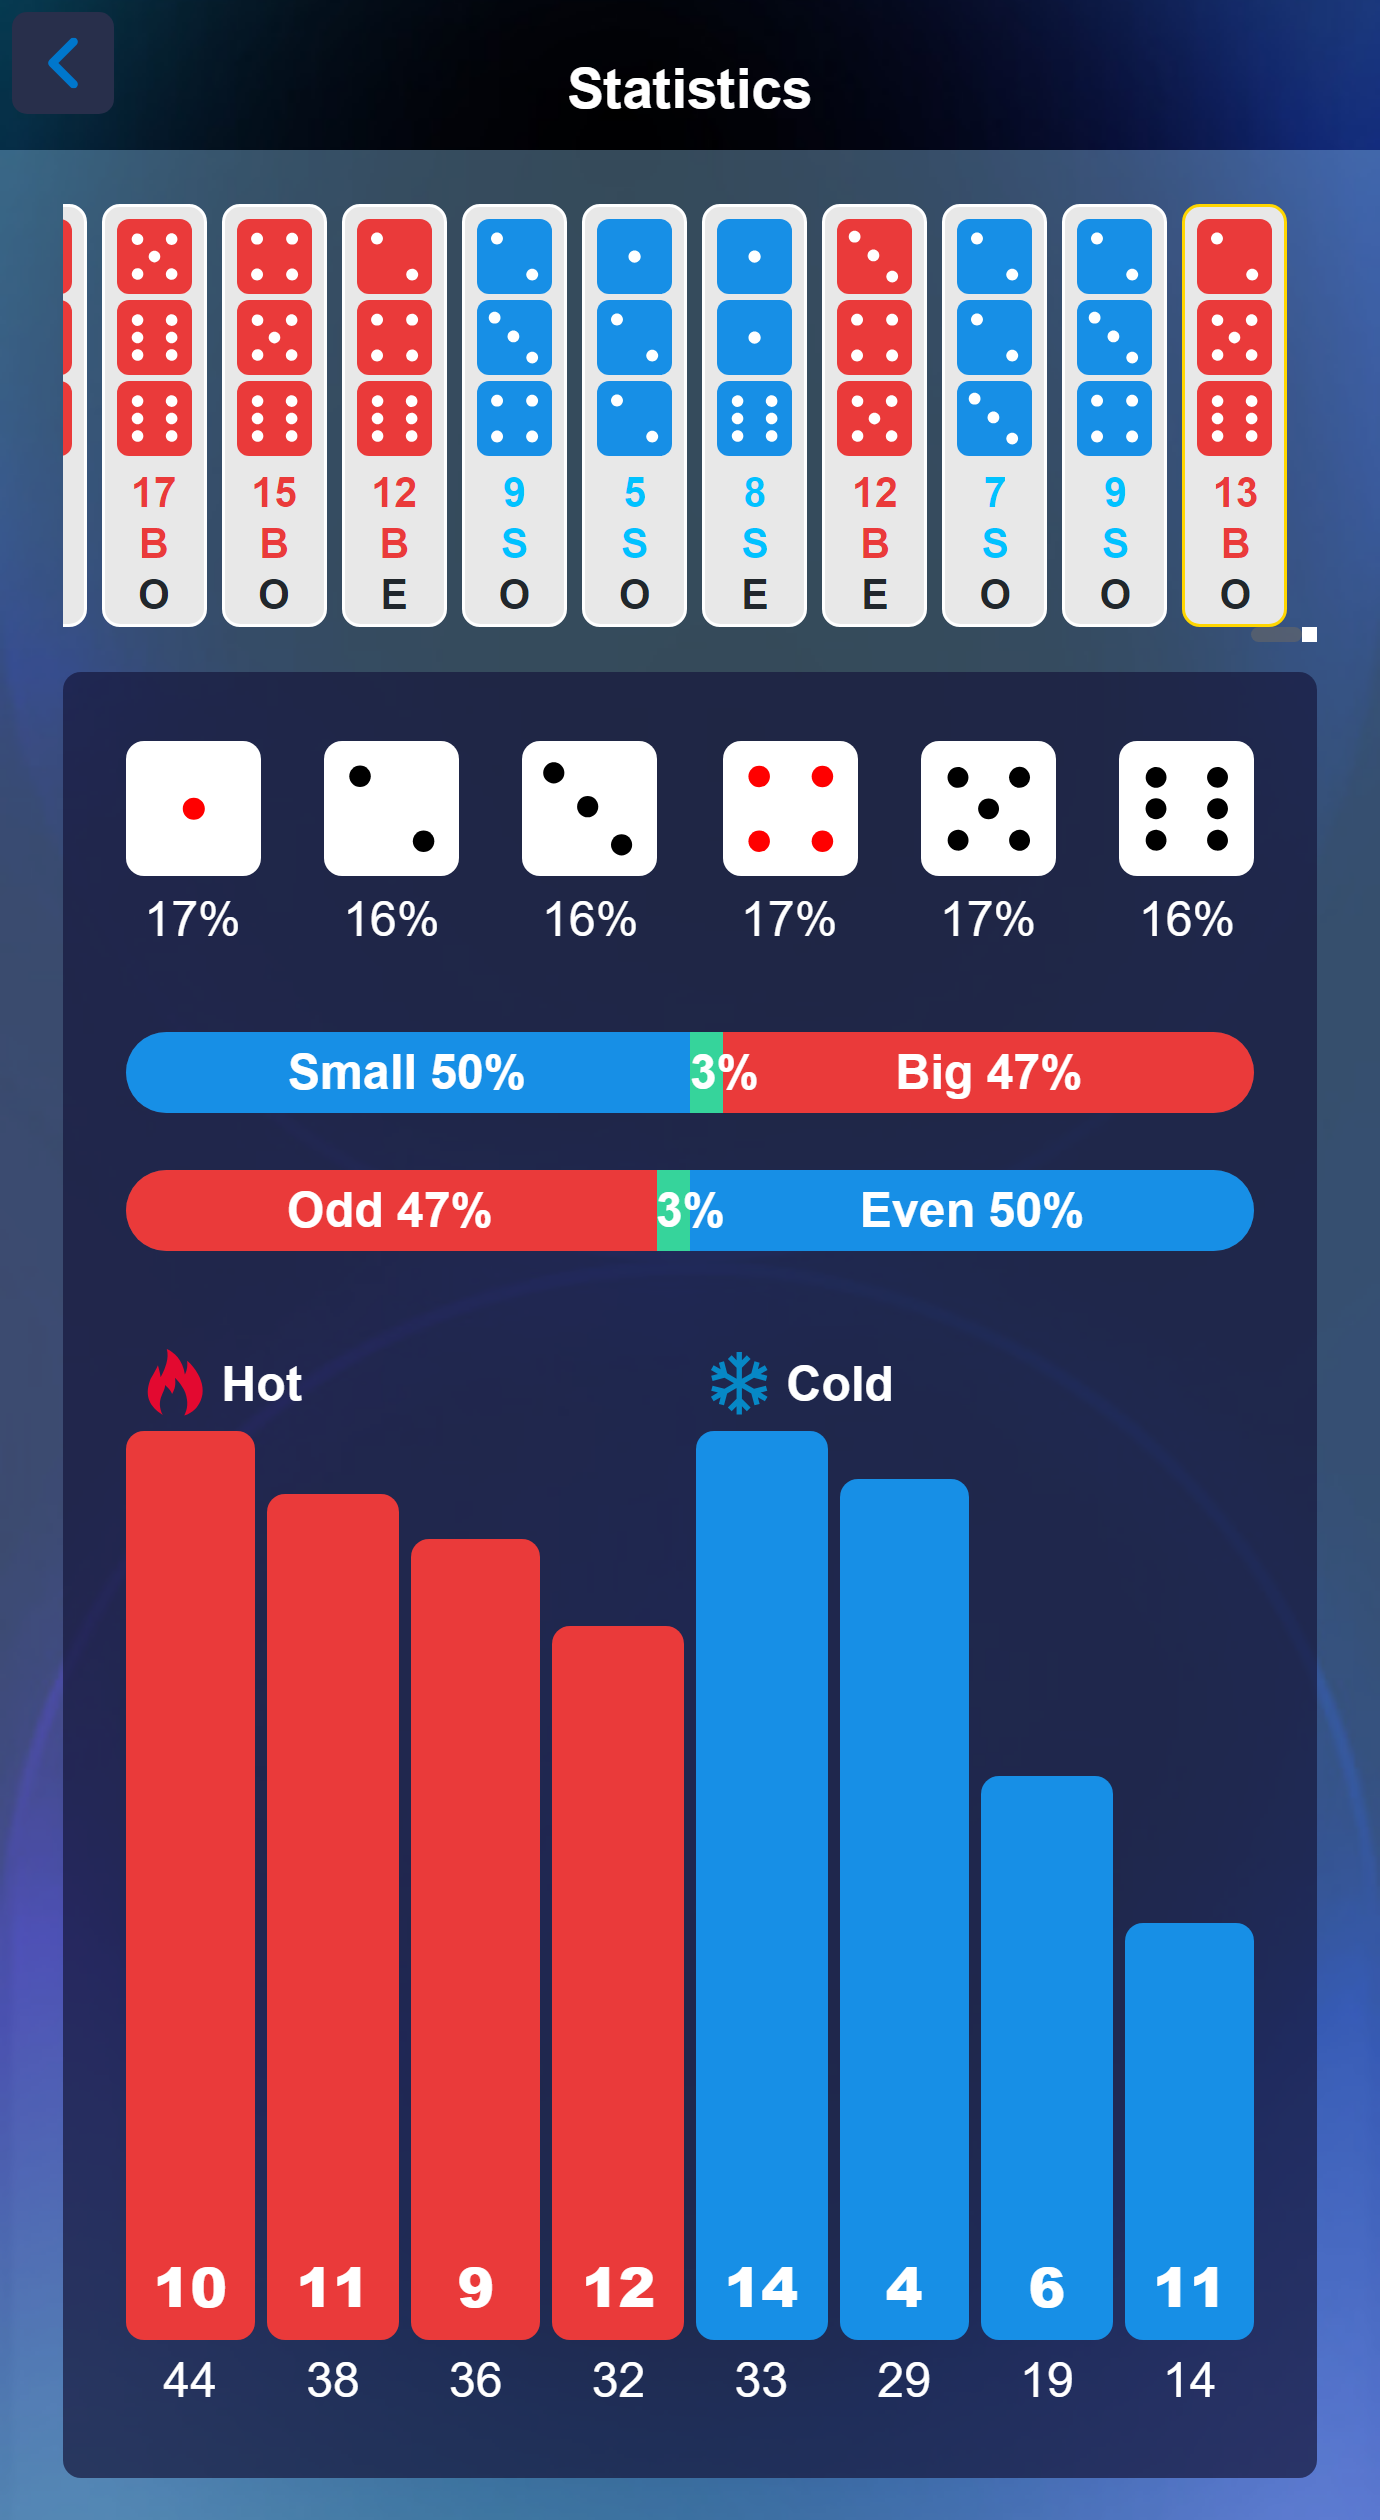 Statistics
17 15 12 9 5 8 12 7 9 13
B B B S S S B S S B
O O E O O E E O O O
17% 16% 16% 17% 17% 16%
Small 50% 3% Big 47%
Odd 47% 3% Even 50%
Hot Cold
10 11 9 12 14 4 6 11
44 38 36 32 33 29 19 14